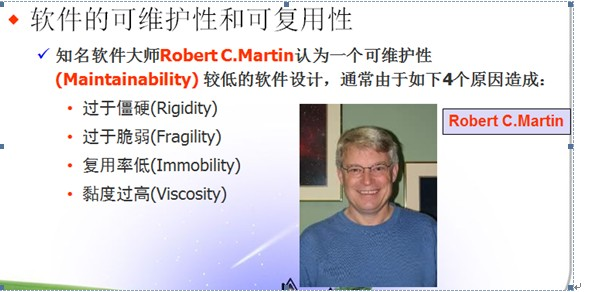 软件的可维护性和可复用性
知名软件大师Robert C.Martin认为一个可维护性
(Maintainability) 较低的软件设计，通常由于如下4个原因造成：
过于僵硬(Rigidity)
过于脆弱(Fragility)
复用率低(Immobility)
黏度过高(Viscosity)
Robert C.Martin